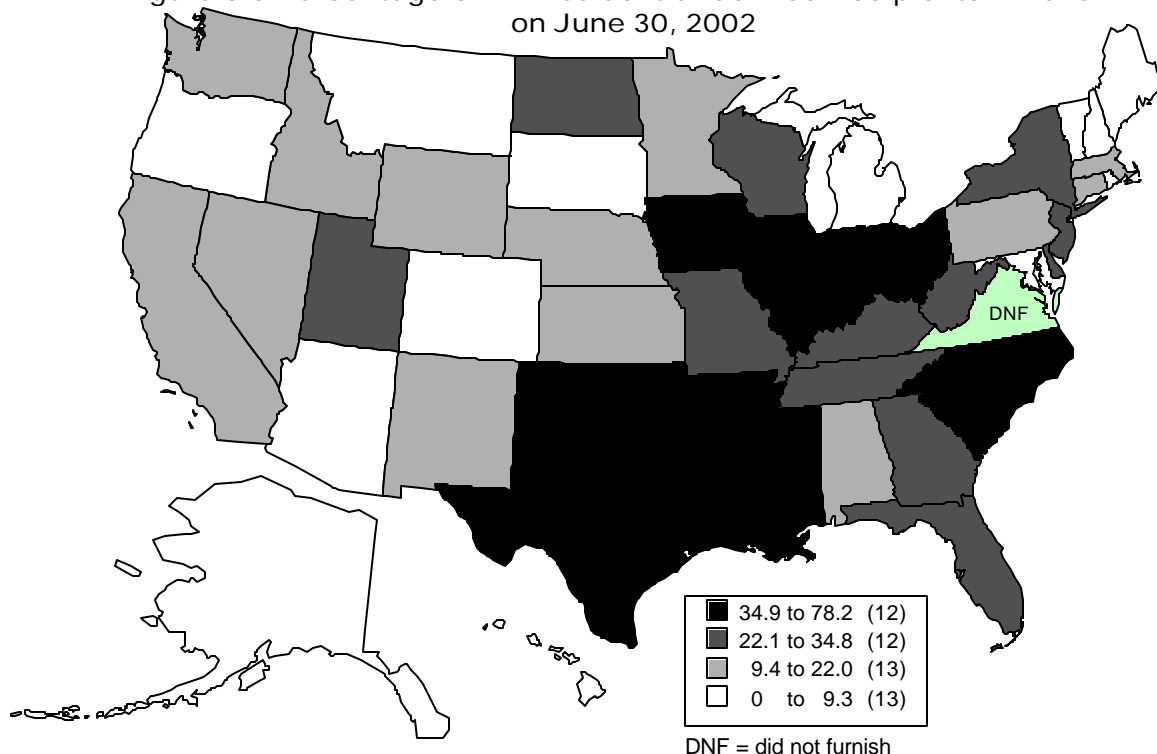 on June 30, 2002
DNF
34.9 to 78.2 (12)
22.1 to 34.8 (12)
9.4 to 22.0 (13)
0 to 9.3 (13)
DNF = did not furnish